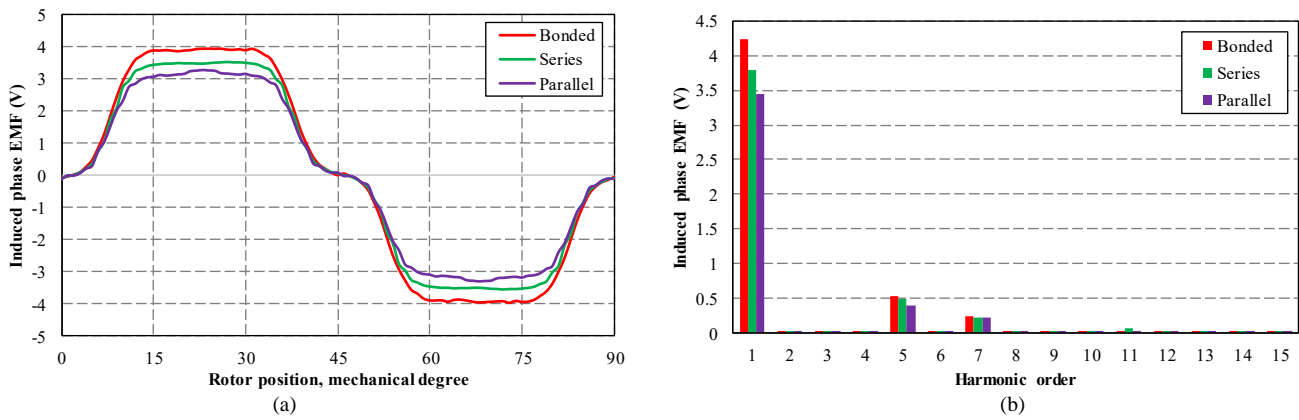 5
4
3
2
1
0
-1
-2
-3
-4
-5
Induced phase EMF (V)
Bonded
Series
Parallel
0 15 30 45 60 75 90
Rotor position, mechanical degree
(a)
4.5
4
3.5
3
2.5
2
1.5
1
0.5
0
Induced phase EMF (V)
Bonded
Series
Parallel
1 2 3 4 5 6 7 8 9 10 11 12 13 14 15
Harmonic order
(b)